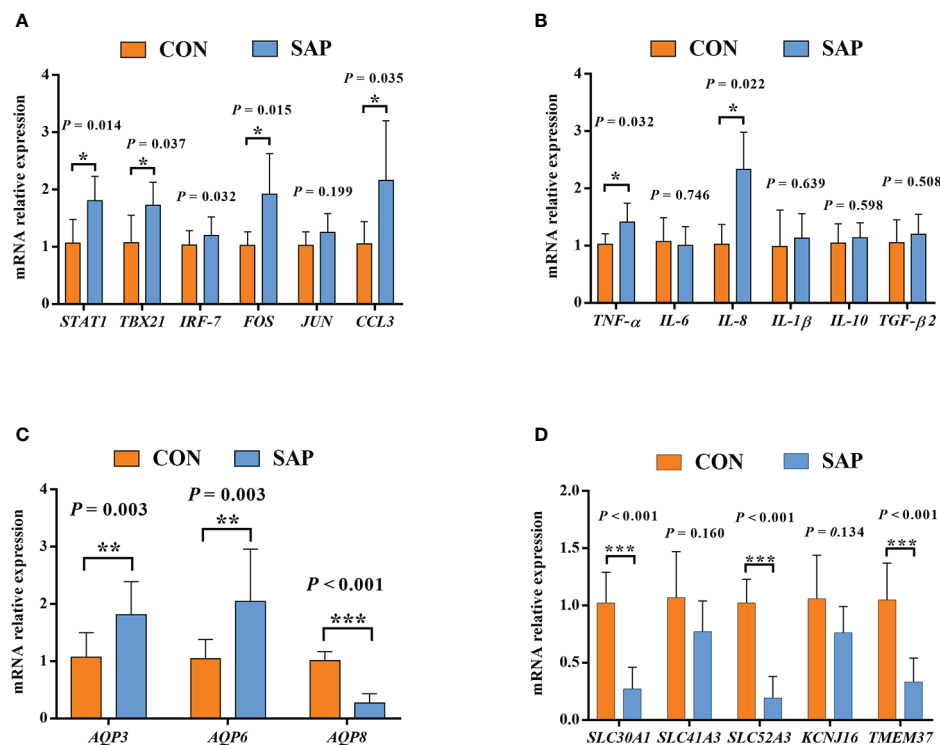 A
CON SAP
mRNA relative expression
4
3
2
1
0
P = 0.014
*
P = 0.037
*
P = 0.032
P = 0.015
*
P = 0.199
P = 0.035
*
STAT1 TBX21 IRF-7 FOS JUN CCL3
B
CON SAP
mRNA relative expression
4
3
2
1
0
P = 0.032
*
P = 0.746
P = 0.022
*
P = 0.639
P = 0.598
P = 0.508
TNF-α IL-6 IL-8 IL-1β IL-10 TGF-β2
C
CON SAP
mRNA relative expression
4
3
2
1
0
P = 0.003
**
P = 0.003
**
P < 0.001
***
AQP3 AQP6 AQP8
D
CON SAP
mRNA relative expression
2.0
1.5
1.0
0.5
0.0
P < 0.001
***
P = 0.160
P < 0.001
***
P = 0.134
P < 0.001
***
SLC30A1 SLC41A3 SLC52A3 KCNJ16 TMEM37